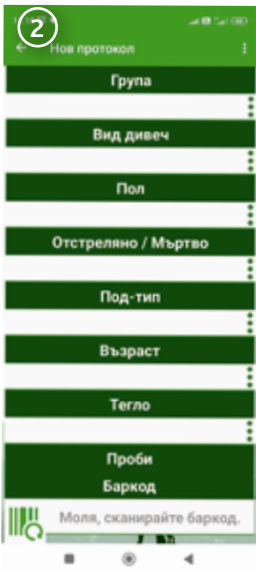 2
Нов протокол
Група
Вид дивеч
Пол
Отстреляно / Мъртво
Под-тип
Възраст
Тегло
Проби
Баркод
Моля, сканирайте баркод.